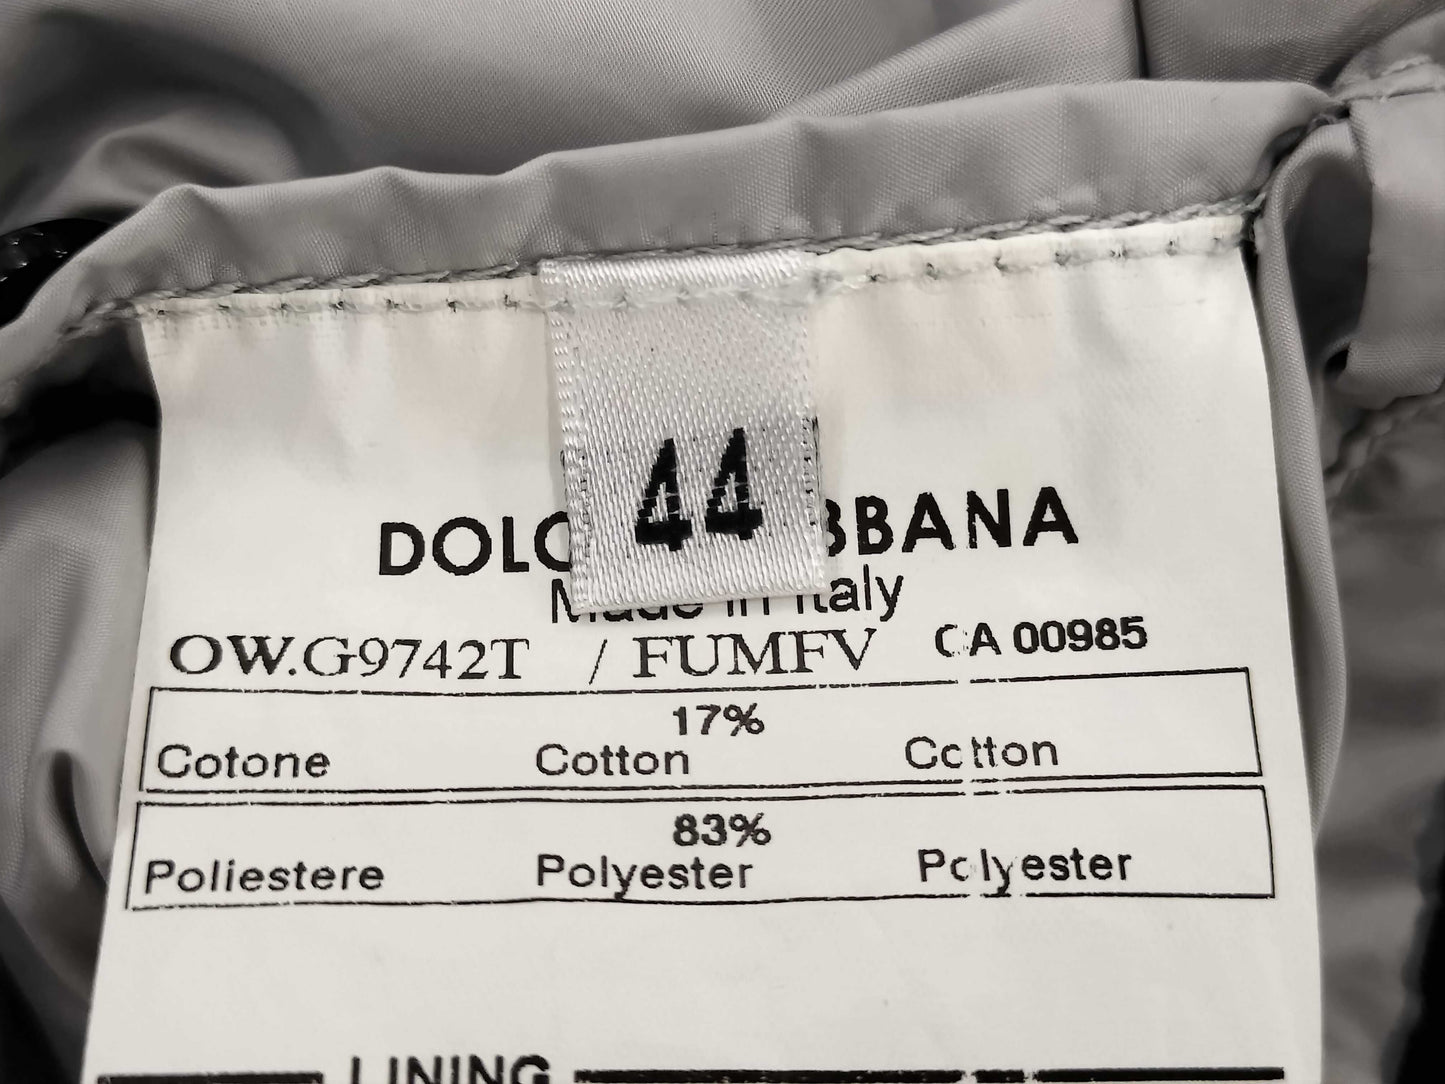 44
DOLC BBANA
Made in Italy
OW.G9742T / FUMFV CA 00985
17%
Cotone Cotton Cotton
83%
Poliestere Polyester Polyester
LINING